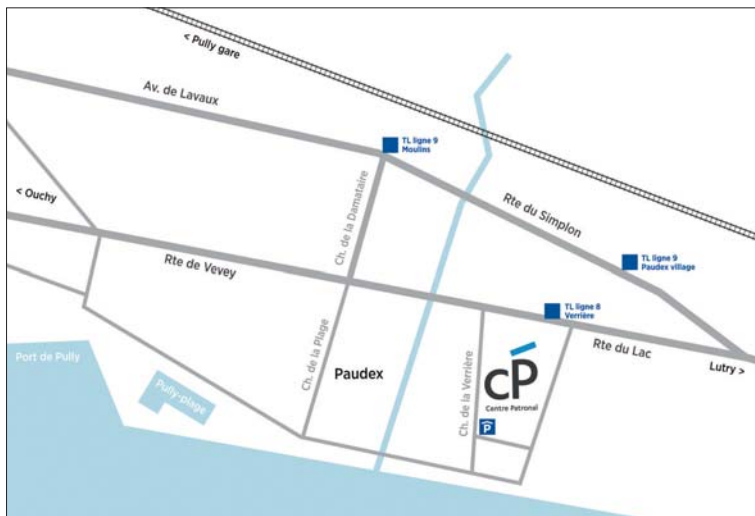 < Pully gare
Av. de Lavaux
TL ligne 9
Moulins
< Ouchy
Ch. de la Damataire
Rte du Simplon
TL ligne 9
Paudex village
Rte de Vevey
TL ligne 8
Verrière
Rte du Lac
Lutry >
Port de Pully
Pully-plage
Ch. de la Plage
Paudex
Ch. de la Verrière
cP
Centre Patronal
P